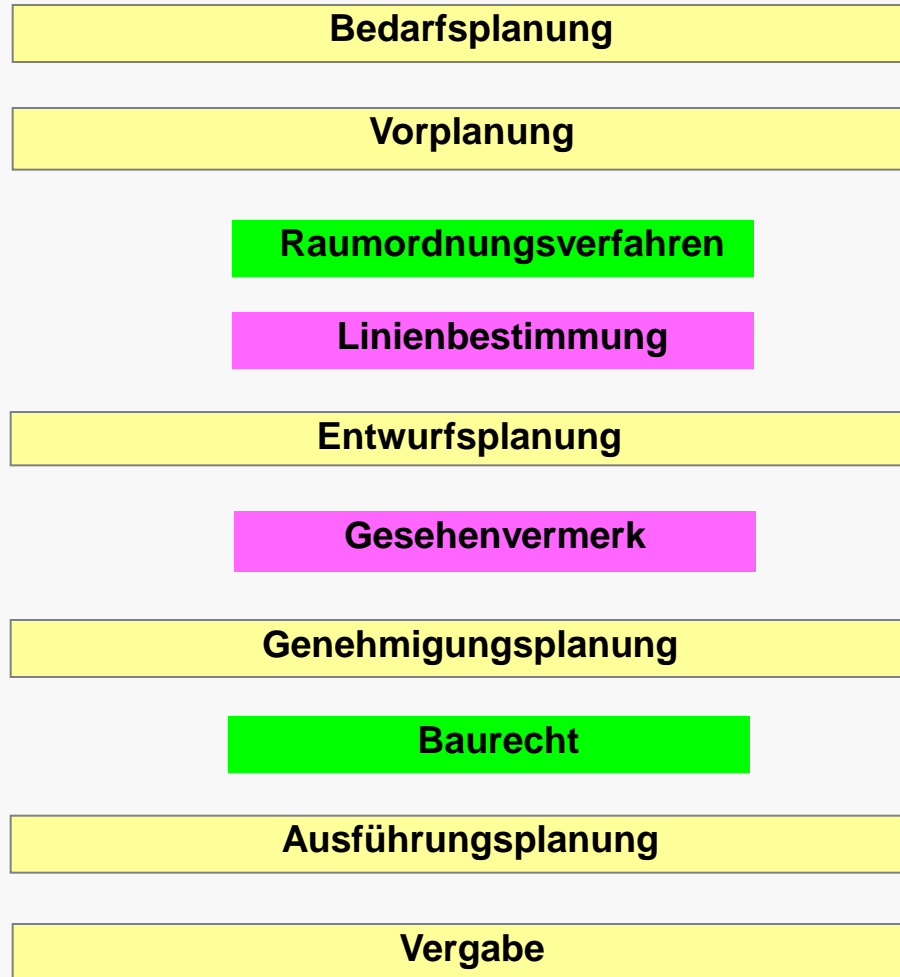 Bedarfsplanung
Vorplanung
Raumordnungsverfahren
Linienbestimmung
Entwurfsplanung
Gesehenvermerk
Genehmigungsplanung
Baurecht
Ausführungsplanung
Vergabe